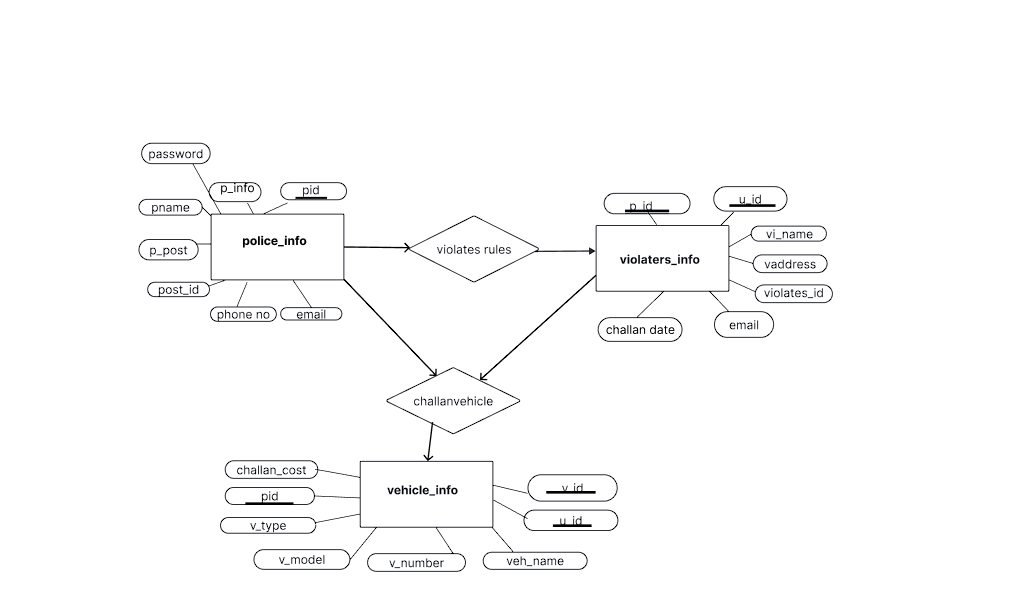 password
p_info
pid
pname
police_info
p_post
post_id
phone no
email
violates rules
p_id
u_id
vi_name
violaters_info
vaddress
violates_id
challan date
email
challanvehicle
challan_cost
pid
v_type
vehicle_info
v_id
u_id
v_model
v_number
veh_name